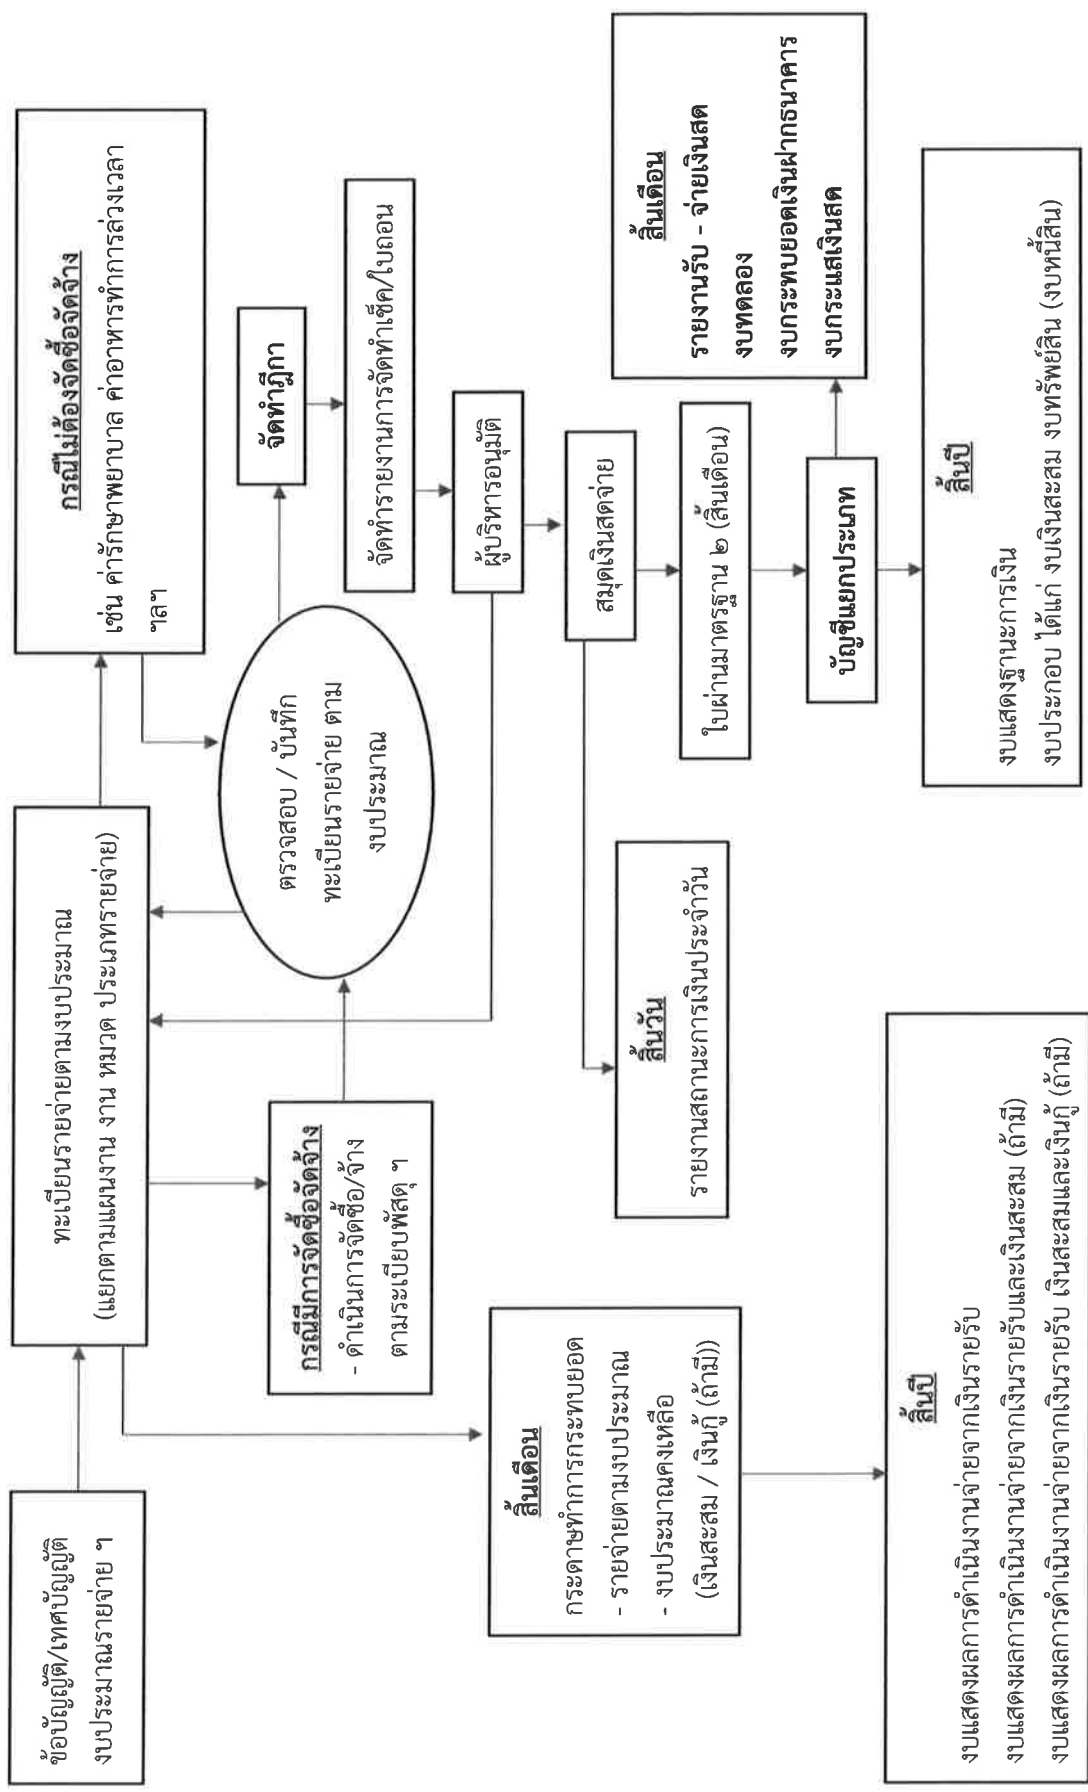 ข้อบัญญัติ/เทศบัญญัติ
งบประมาณรายจ่าย ฯ
ทะเบียนรายจ่ายตามงบประมาณ
(แยกตามแผนงาน งาน หมวด ประเภทรายจ่าย)
กรณีไม่ต้องจัดซื้อจัดจ้าง
เช่น ค่ารักษาพยาบาล ค่าอาหารทำการล่วงเวลา
ฯลฯ
กรณีมีการจัดซื้อจัดจ้าง
- ดำเนินการจัดซื้อ/จ้าง
ตามระเบียบพัสดุ ฯ
ตรวจสอบ / บันทึก
ทะเบียนรายจ่าย ตาม
งบประมาณ
จัดทำฎีกา
จัดทำรายงานการจัดทำเช็ค/ใบถอน
ผู้บริหารอนุมัติ
สมุดเงินสดจ่าย
ใบผ่านมาตรฐาน ๒ (สิ้นเดือน)
บัญชีแยกประเภท
สิ้นเดือน
รายงานรับ - จ่ายเงินสด
งบทดลอง
งบกระทบยอดเงินฝากธนาคาร
งบกระแสเงินสด
สิ้นวัน
รายงานสถานะการเงินประจำวัน
สิ้นเดือน
กระดาษทำการกระทบยอด
- รายจ่ายตามงบประมาณ
- งบประมาณคงเหลือ
(เงินสะสม / เงินกู้ (ถ้ามี))
สิ้นปี
งบแสดงผลการดำเนินงานจ่ายจากเงินรายรับ
งบแสดงผลการดำเนินงานจ่ายจากเงินรายรับและเงินสะสม (ถ้ามี)
งบแสดงผลการดำเนินงานจ่ายจากเงินรายรับ เงินสะสมและเงินกู้ (ถ้ามี)
สิ้นปี
งบแสดงฐานะการเงิน
งบประกอบ ได้แก่ งบเงินสะสม งบทรัพย์สิน (งบหนี้สิน)